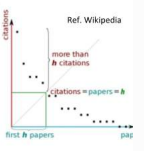 Ref. Wikipedia
citations
more than
h citations
citations=papers=h
first h papers
pap